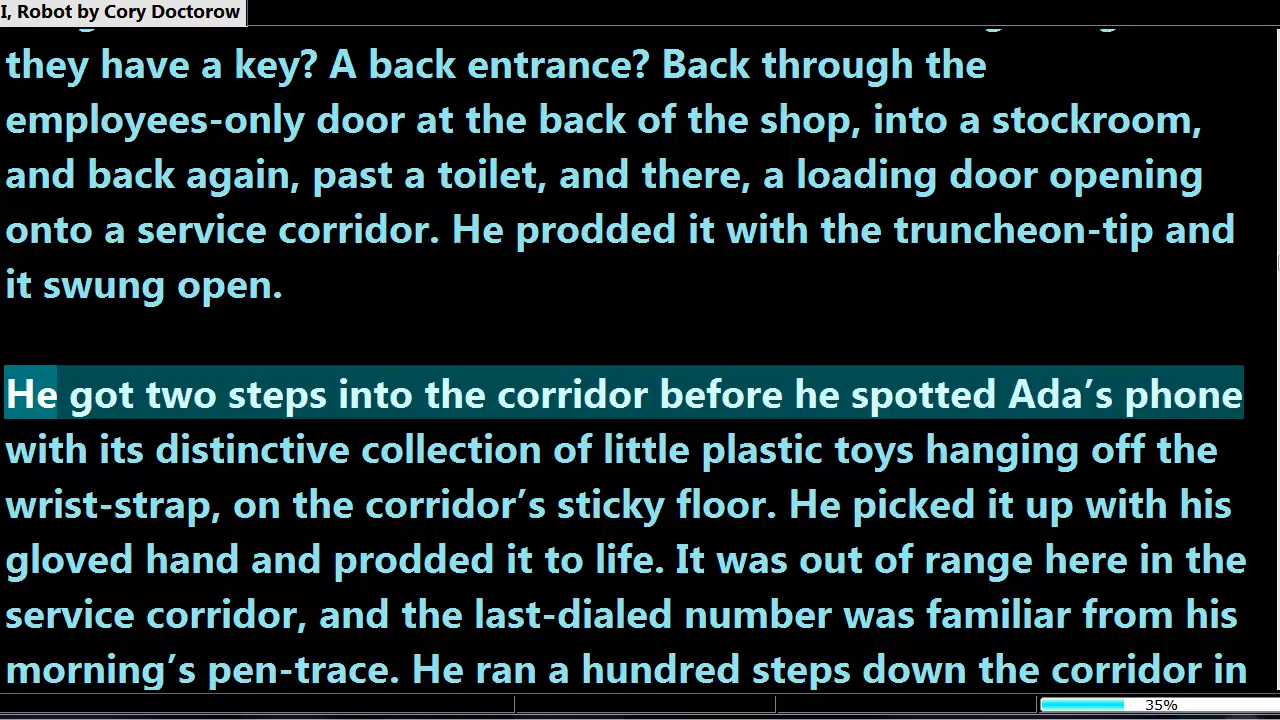 I, Robot by Cory Doctorow
they have a key? A back entrance? Back through the
employees-only door at the back of the shop, into a stockroom,
and back again, past a toilet, and there, a loading door opening
onto a service corridor. He prodded it with the truncheon-tip and
it swung open.
He got two steps into the corridor before he spotted Ada’s phone
with its distinctive collection of little plastic toys hanging off the
wrist-strap, on the corridor’s sticky floor. He picked it up with his
gloved hand and prodded it to life. It was out of range here in the
service corridor, and the last-dialed number was familiar from his
morning’s pen-trace. He ran a hundred steps down the corridor in
35%